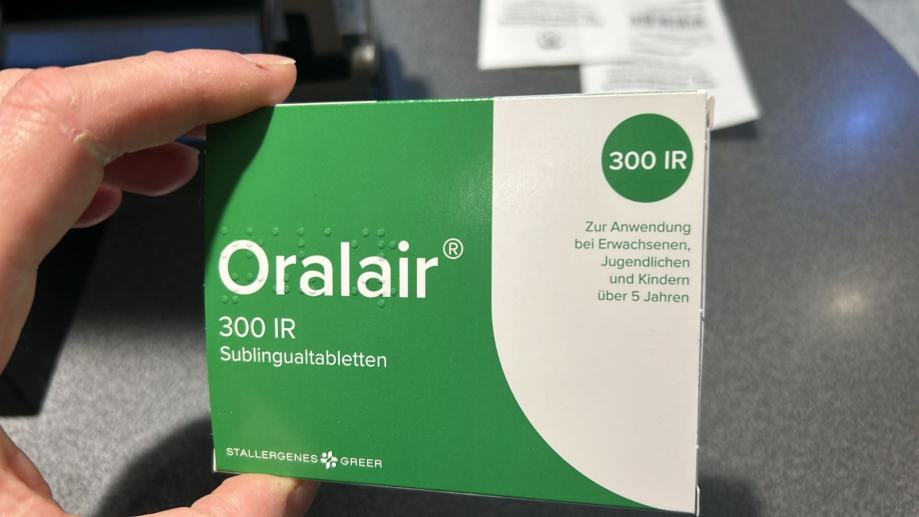 Oralair®
300 IR
Sublingualtabletten
STALLERGENES GREER
300 IR
Zur Anwendung
bei Erwachsenen,
Jugendlichen
und Kindern
über 5 Jahren